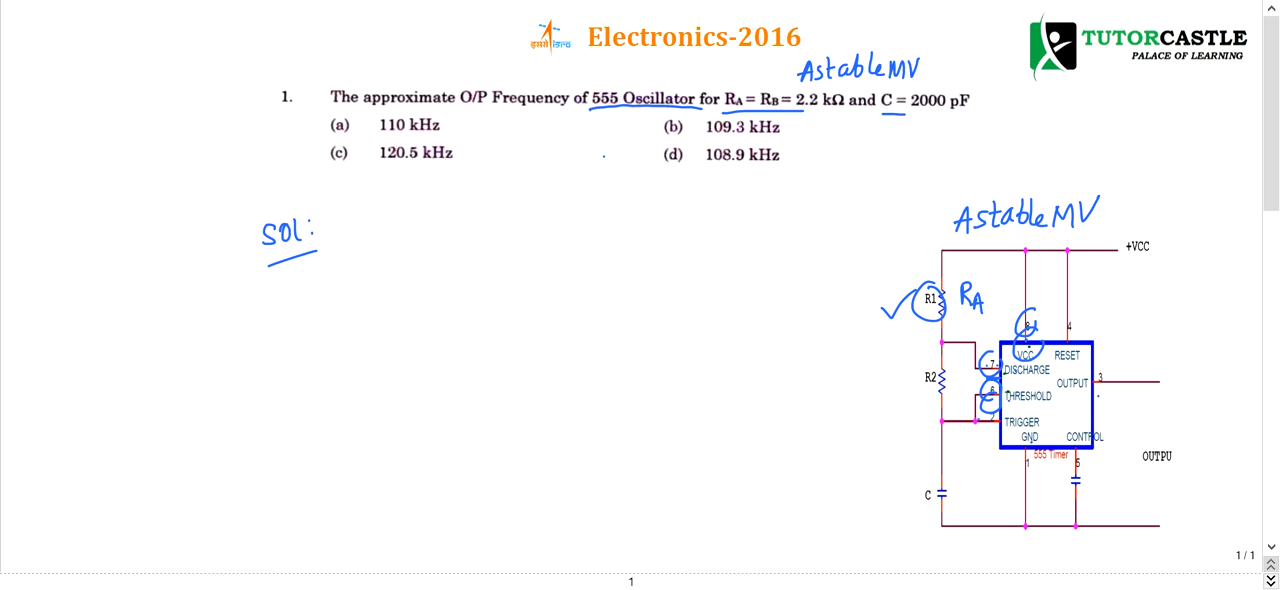 इसरो isro Electronics-2016
TUTORCASTLE
PALACE OF LEARNING
Astable MV
1. The approximate O/P Frequency of 555 Oscillator for RA = RB = 2.2 kΩ and C = 2000 pF
(a) 110 kHz (b) 109.3 kHz
(c) 120.5 kHz (d) 108.9 kHz
Sol:
Astable MV
+VCC
R1 RA
8 4
VCC RESET
7 DISCHARGE
R2
OUTPUT 3
6 THRESHOLD
2 TRIGGER
GND CONTROL
555 Timer
1 5
OUTPU
C
1 / 1
1